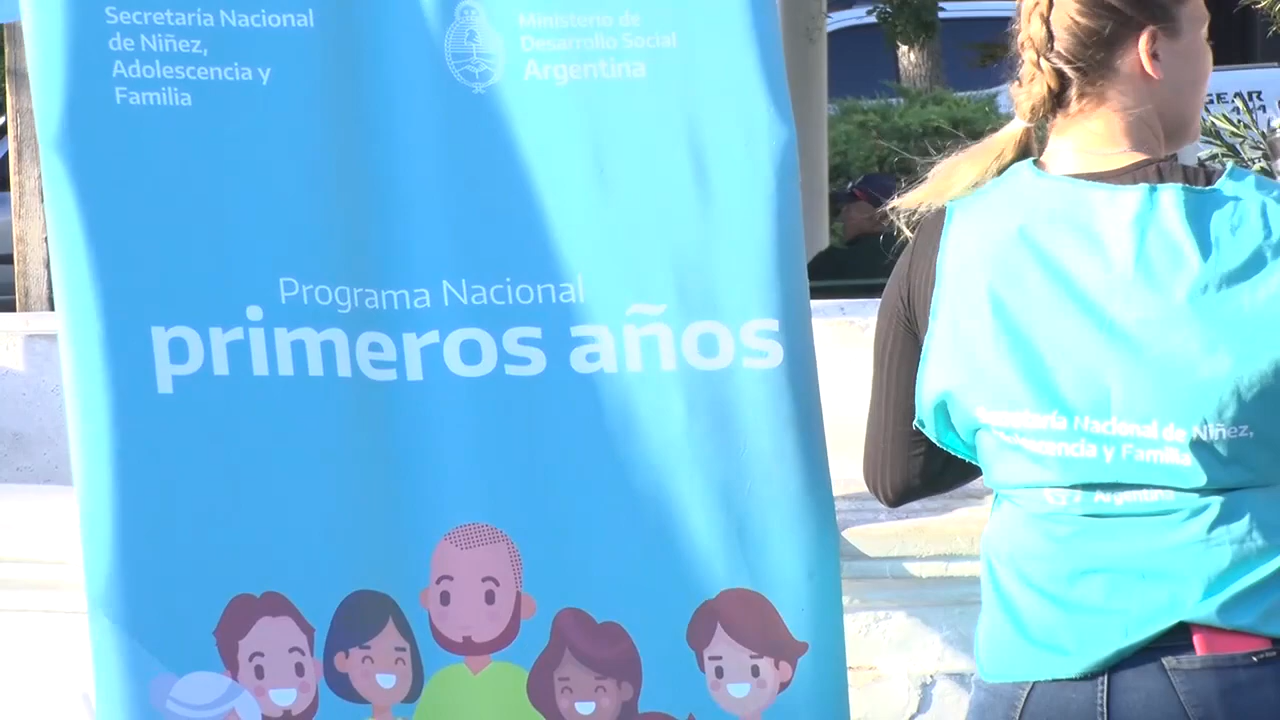 Secretaría Nacional
de Niñez,
Adolescencia y
Familia
Ministerio de
Desarrollo Social
Argentina
Programa Nacional
primeros años
GEAR
Secretaría Nacional de Niñez,
Adolescencia y Familia
Argentina